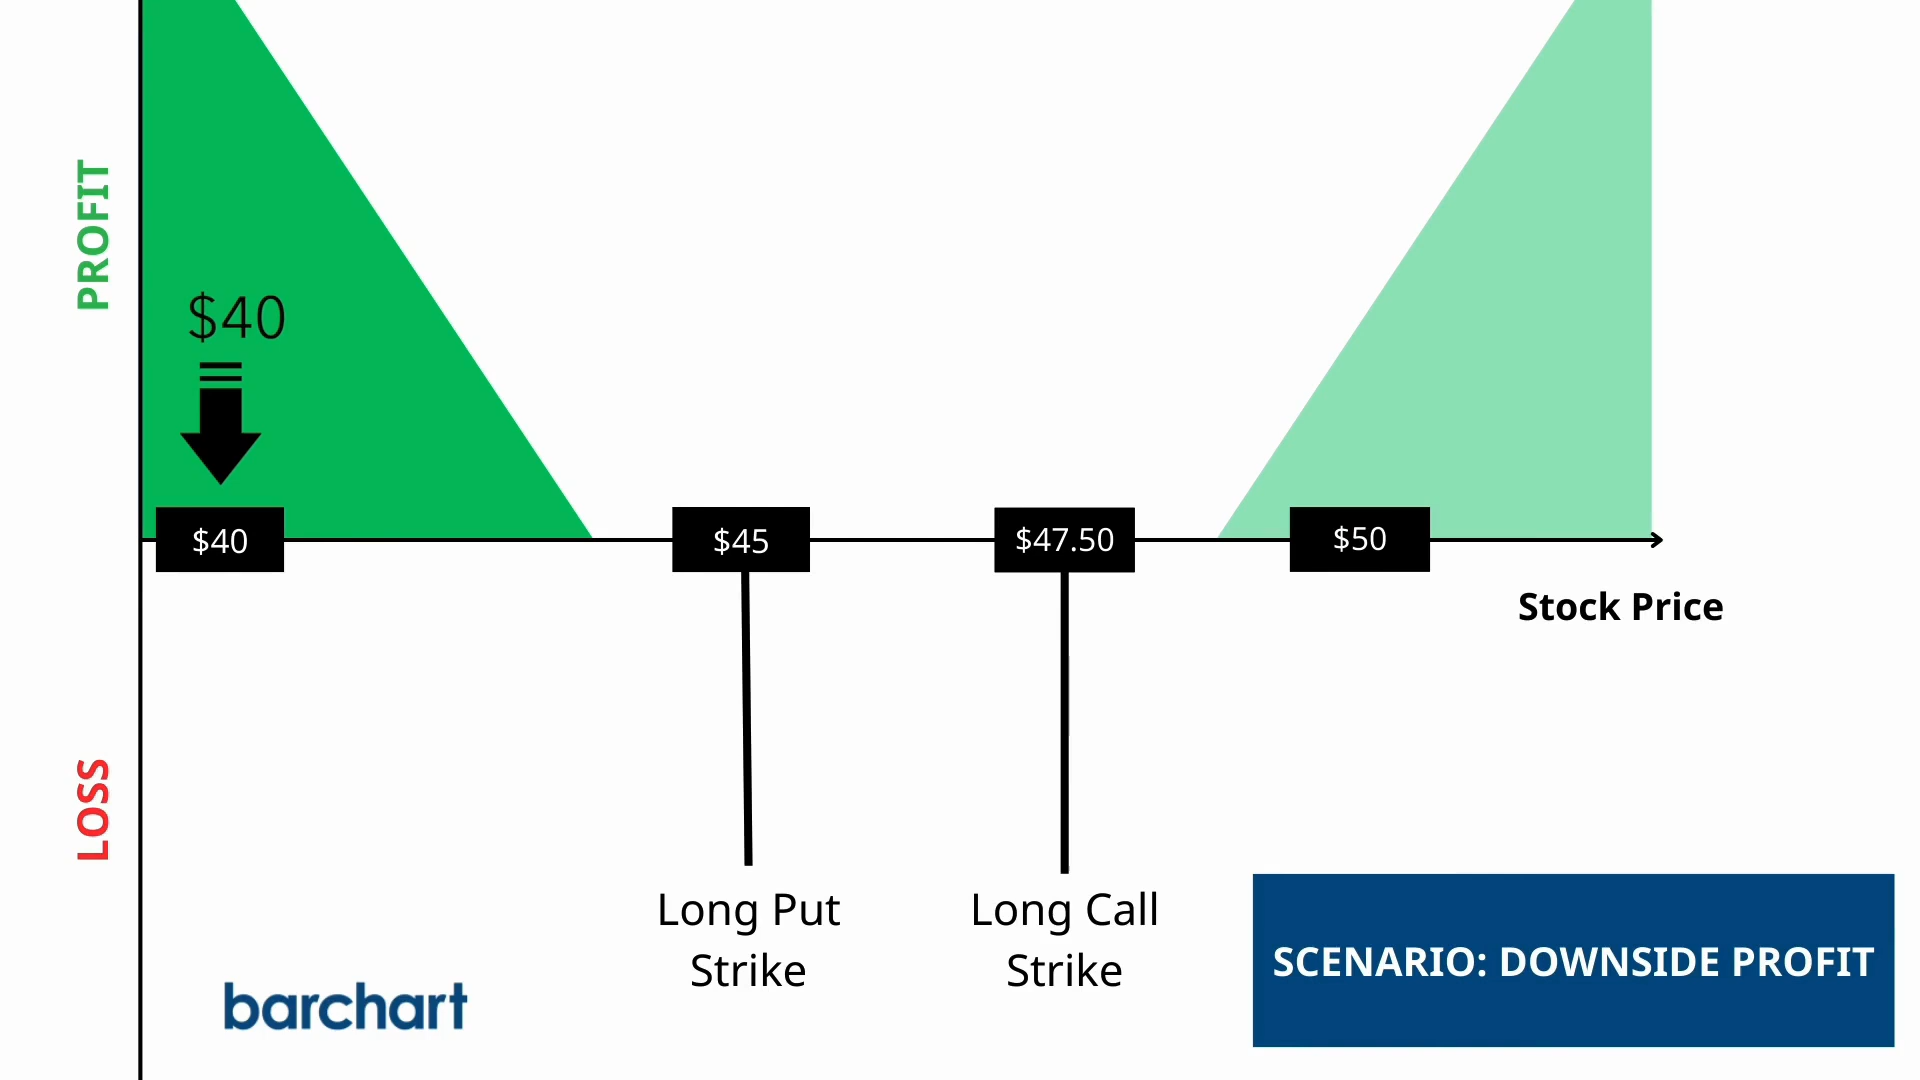 PROFIT
$40
$40
$45
$47.50
$50
Stock Price
LOSS
Long Put
Strike
Long Call
Strike
SCENARIO: DOWNSIDE PROFIT
barchart